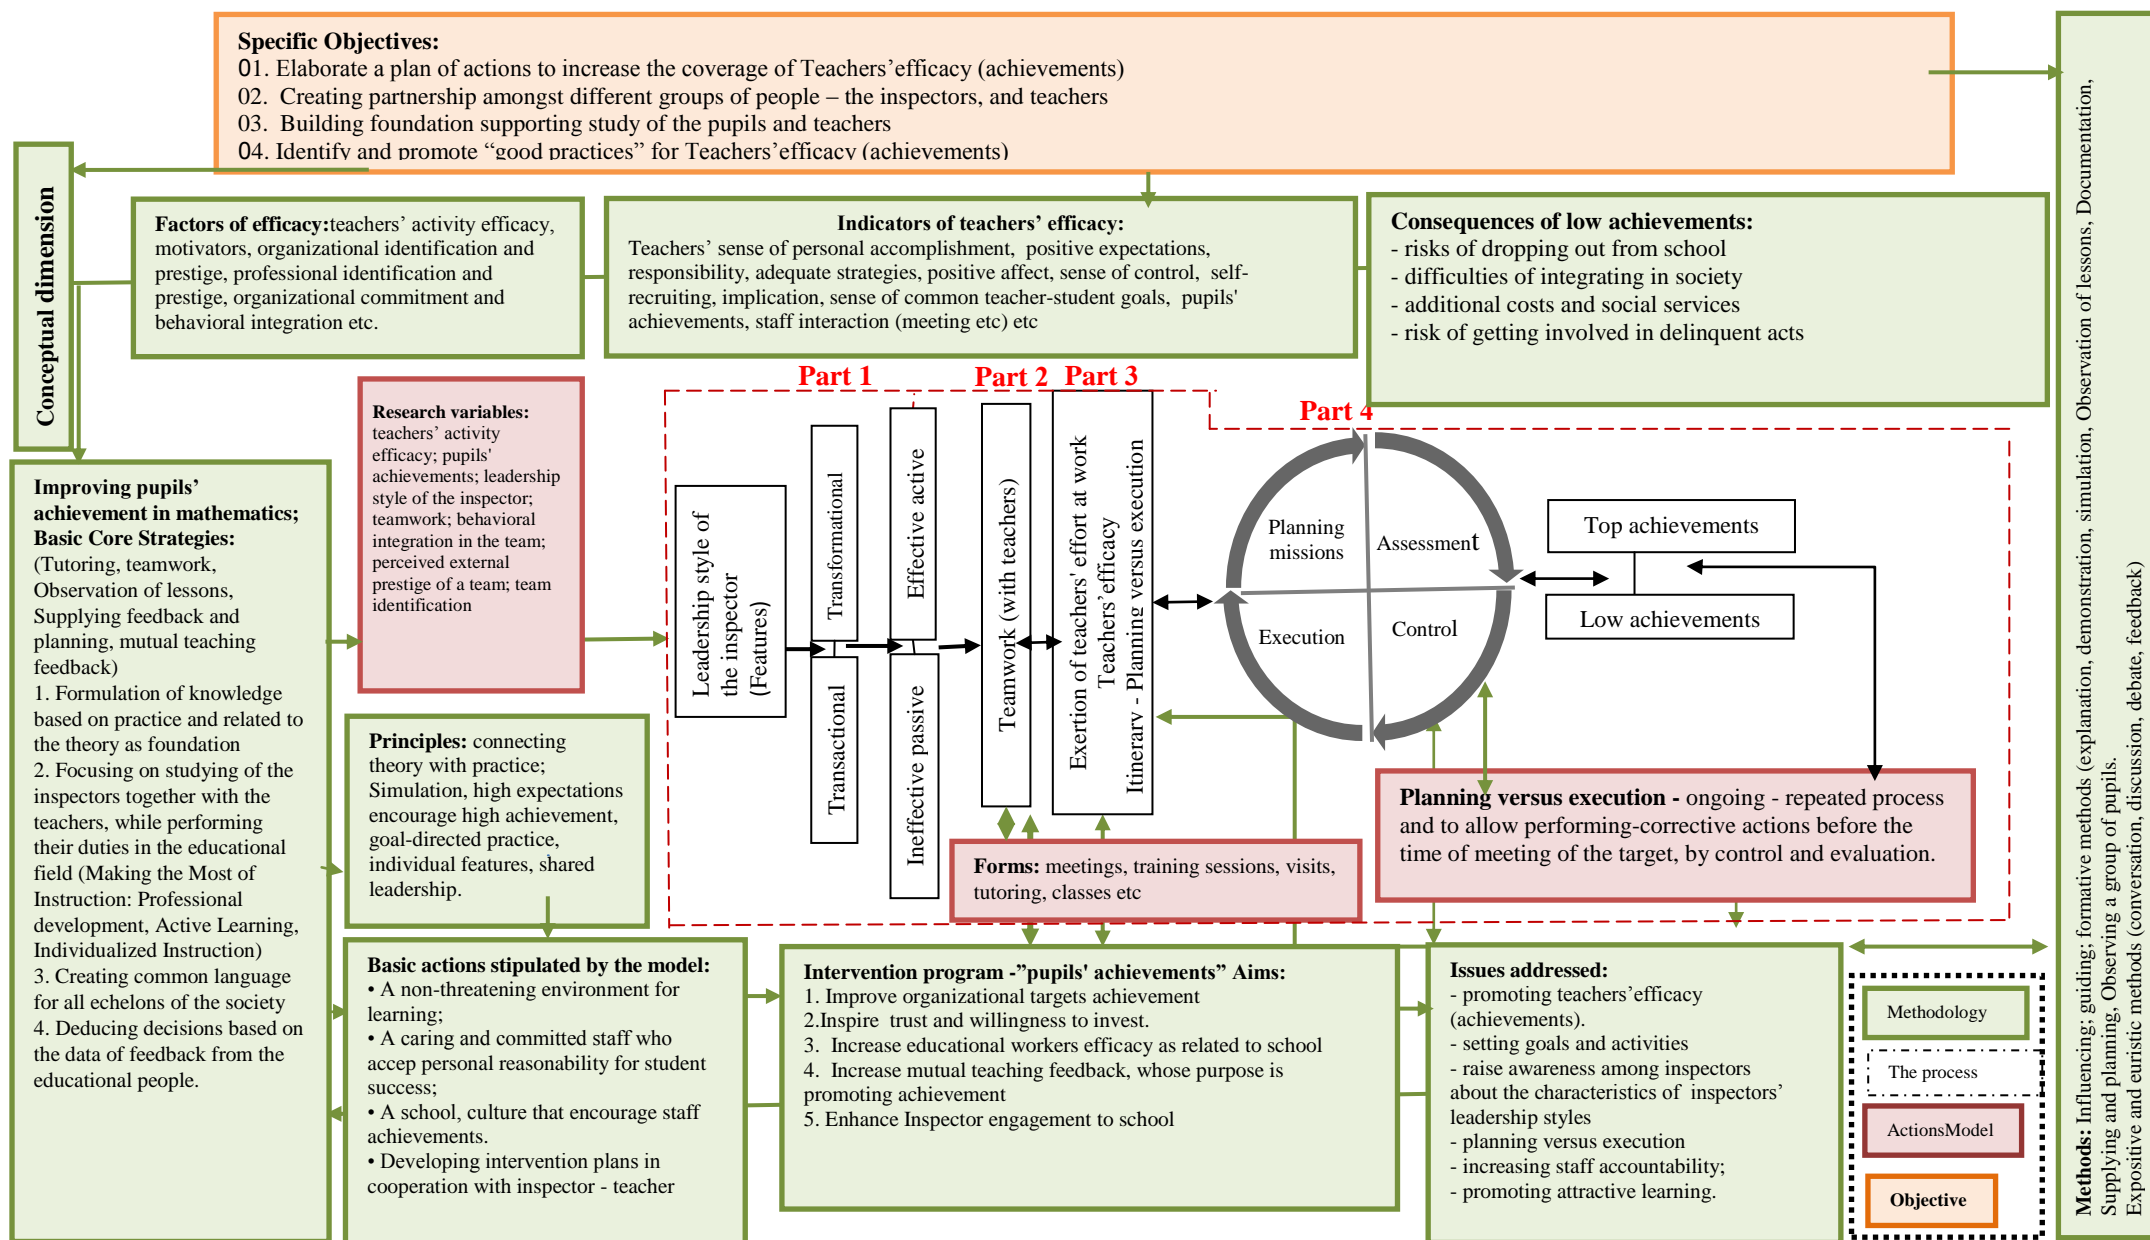 Specific Objectives:
01. Elaborate a plan of actions to increase the coverage of Teachers'efficacy (achievements)
02. Creating partnership amongst different groups of people – the inspectors, and teachers
03. Building foundation supporting study of the pupils and teachers
04. Identify and promote “good practices” for Teachers'efficacy (achievements)
Conceptual dimension
Factors of efficacy:teachers' activity efficacy,
motivators, organizational identification and
prestige, professional identification and
prestige, organizational commitment and
behavioral integration etc.
Indicators of teachers' efficacy:
Teachers' sense of personal accomplishment, positive expectations,
responsibility, adequate strategies, positive affect, sense of control, self-
recruiting, implication, sense of common teacher-student goals, pupils'
achievements, staff interaction (meeting etc) etc
Consequences of low achievements:
- risks of dropping out from school
- difficulties of integrating in society
- additional costs and social services
- risk of getting involved in delinquent acts
Improving pupils'
achievement in mathematics;
Basic Core Strategies:
(Tutoring, teamwork,
Observation of lessons,
Supplying feedback and
planning, mutual teaching
feedback)
1. Formulation of knowledge
based on practice and related to
the theory as foundation
2. Focusing on studying of the
inspectors together with the
teachers, while performing
their duties in the educational
field (Making the Most of
Instruction: Professional
development, Active Learning,
Individualized Instruction)
3. Creating common language
for all echelons of the society
4. Deducing decisions based on
the data of feedback from the
educational people.
Research variables:
teachers' activity
efficacy; pupils'
achievements; leadership
style of the inspector;
teamwork; behavioral
integration in the team;
perceived external
prestige of a team; team
identification
Part 1
Part 2
Part 3
Part 4
Leadership style of
the inspector
(Features)
Transformational
Transactional
Effective active
Ineffective passive
Teamwork (with teachers)
Exertion of teachers' effort at work
Teachers'efficacy
Itinerary - Planning versus execution
Planning
missions
Assessment
Execution
Control
Top achievements
Low achievements
Principles: connecting
theory with practice;
Simulation, high expectations
encourage high achievement,
goal-directed practice,
individual features, shared
leadership.
Forms: meetings, training sessions, visits,
tutoring, classes etc
Planning versus execution - ongoing - repeated process
and to allow performing-corrective actions before the
time of meeting of the target, by control and evaluation.
Basic actions stipulated by the model:
• A non-threatening environment for
learning;
• A caring and committed staff who
accep personal reasonability for student
success;
• A school, culture that encourage staff
achievements.
• Developing intervention plans in
cooperation with inspector - teacher
Intervention program -”pupils' achievements” Aims:
1. Improve organizational targets achievement
2.Inspire trust and willingness to invest.
3. Increase educational workers efficacy as related to school
4. Increase mutual teaching feedback, whose purpose is
promoting achievement
5. Enhance Inspector engagement to school
Issues addressed:
- promoting teachers'efficacy
(achievements).
- setting goals and activities
- raise awareness among inspectors
about the characteristics of inspectors'
leadership styles
- planning versus execution
- increasing staff accountability;
- promoting attractive learning.
Methodology
The process
ActionsModel
Objective
Methods: Influencing; guiding; formative methods (explanation, demonstration, simulation, Observation of lessons, Documentation,
Supplying and planning, Observing a group of pupils.
Expositive and euristic methods (conversation, discussion, debate, feedback)